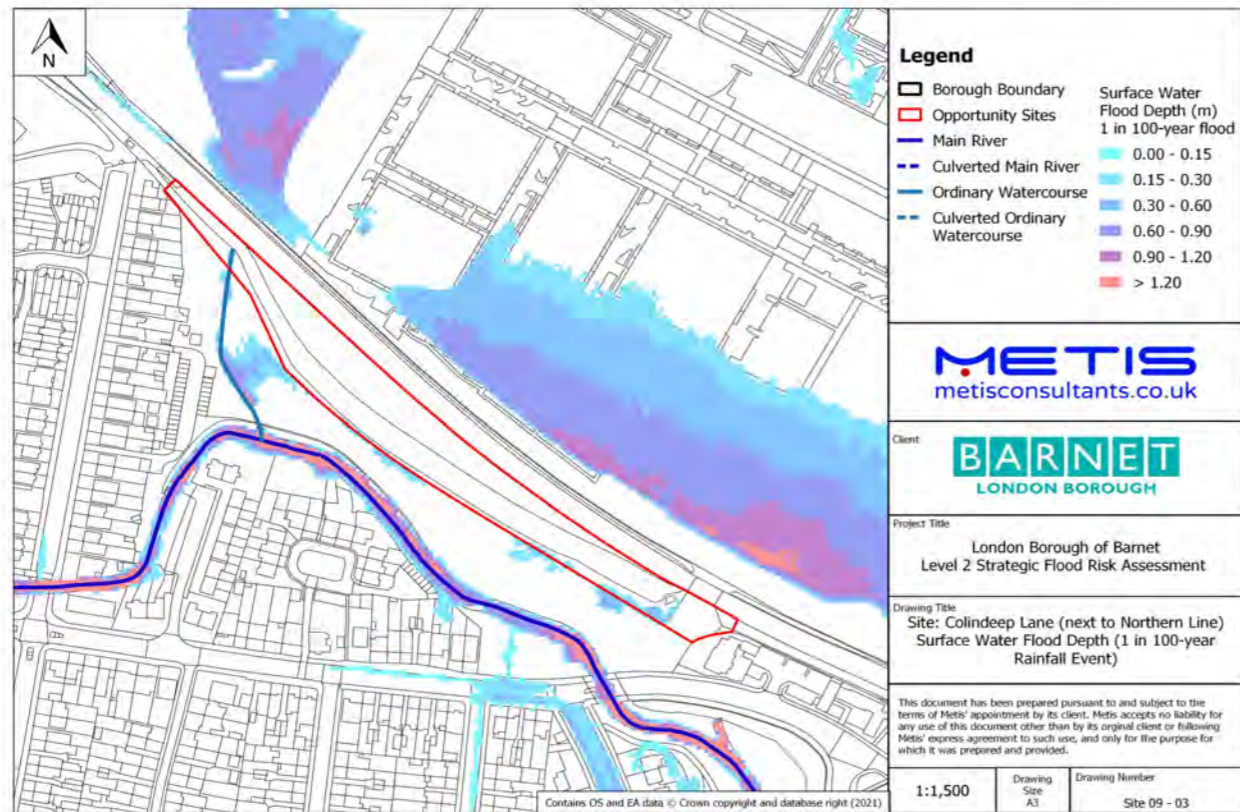 N
Contains OS and EA data © Crown copyright and database right (2021)
Legend
Borough Boundary
Opportunity Sites
Main River
Culverted Main River
Ordinary Watercourse
Culverted Ordinary
Watercourse
Surface Water
Flood Depth (m)
1 in 100-year flood
0.00 - 0.15
0.15 - 0.30
0.30 - 0.60
0.60 - 0.90
0.90 - 1.20
> 1.20
METIS
metisconsultants.co.uk
Client
BARNET
LONDON BOROUGH
Project Title
London Borough of Barnet
Level 2 Strategic Flood Risk Assessment
Drawing Title
Site: Colindeep Lane (next to Northern Line)
Surface Water Flood Depth (1 in 100-year
Rainfall Event)
This document has been prepared pursuant to and subject to the
terms of Metis' appointment by its client. Metis accepts no liability for
any use of this document other than by its orginal client or following
Metis' express agreement to such use, and only for the purpose for
which it was prepared and provided.
1:1,500
Drawing
Size
A3
Drawing Number
Site 09 - 03